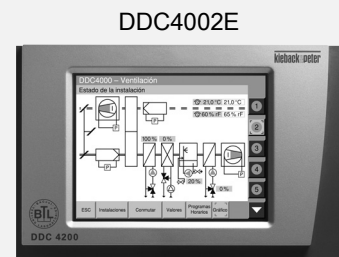 DDC4002E
kieback peter
DDC4000 – Ventilación
Estado de la instalación
21,0 °C 21,0 °C
60 % rF 65 % rF
1
2
3
4
5
100 % 0 %
20 %
0 %
ESC Instalaciones Conmutar Valores Programas Horarios Gráfico
BTL
DDC 4200